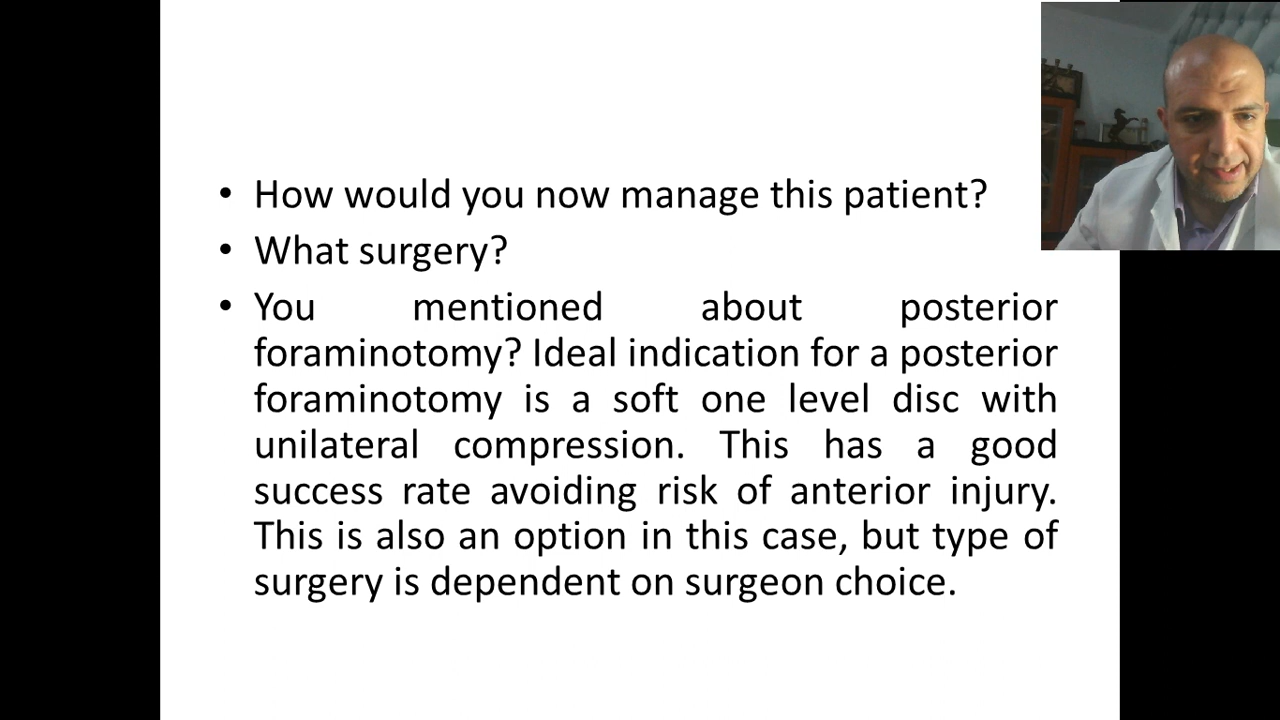 • How would you now manage this patient?
• What surgery?
• You mentioned about posterior
foraminotomy? Ideal indication for a posterior
foraminotomy is a soft one level disc with
unilateral compression. This has a good
success rate avoiding risk of anterior injury.
This is also an option in this case, but type of
surgery is dependent on surgeon choice.